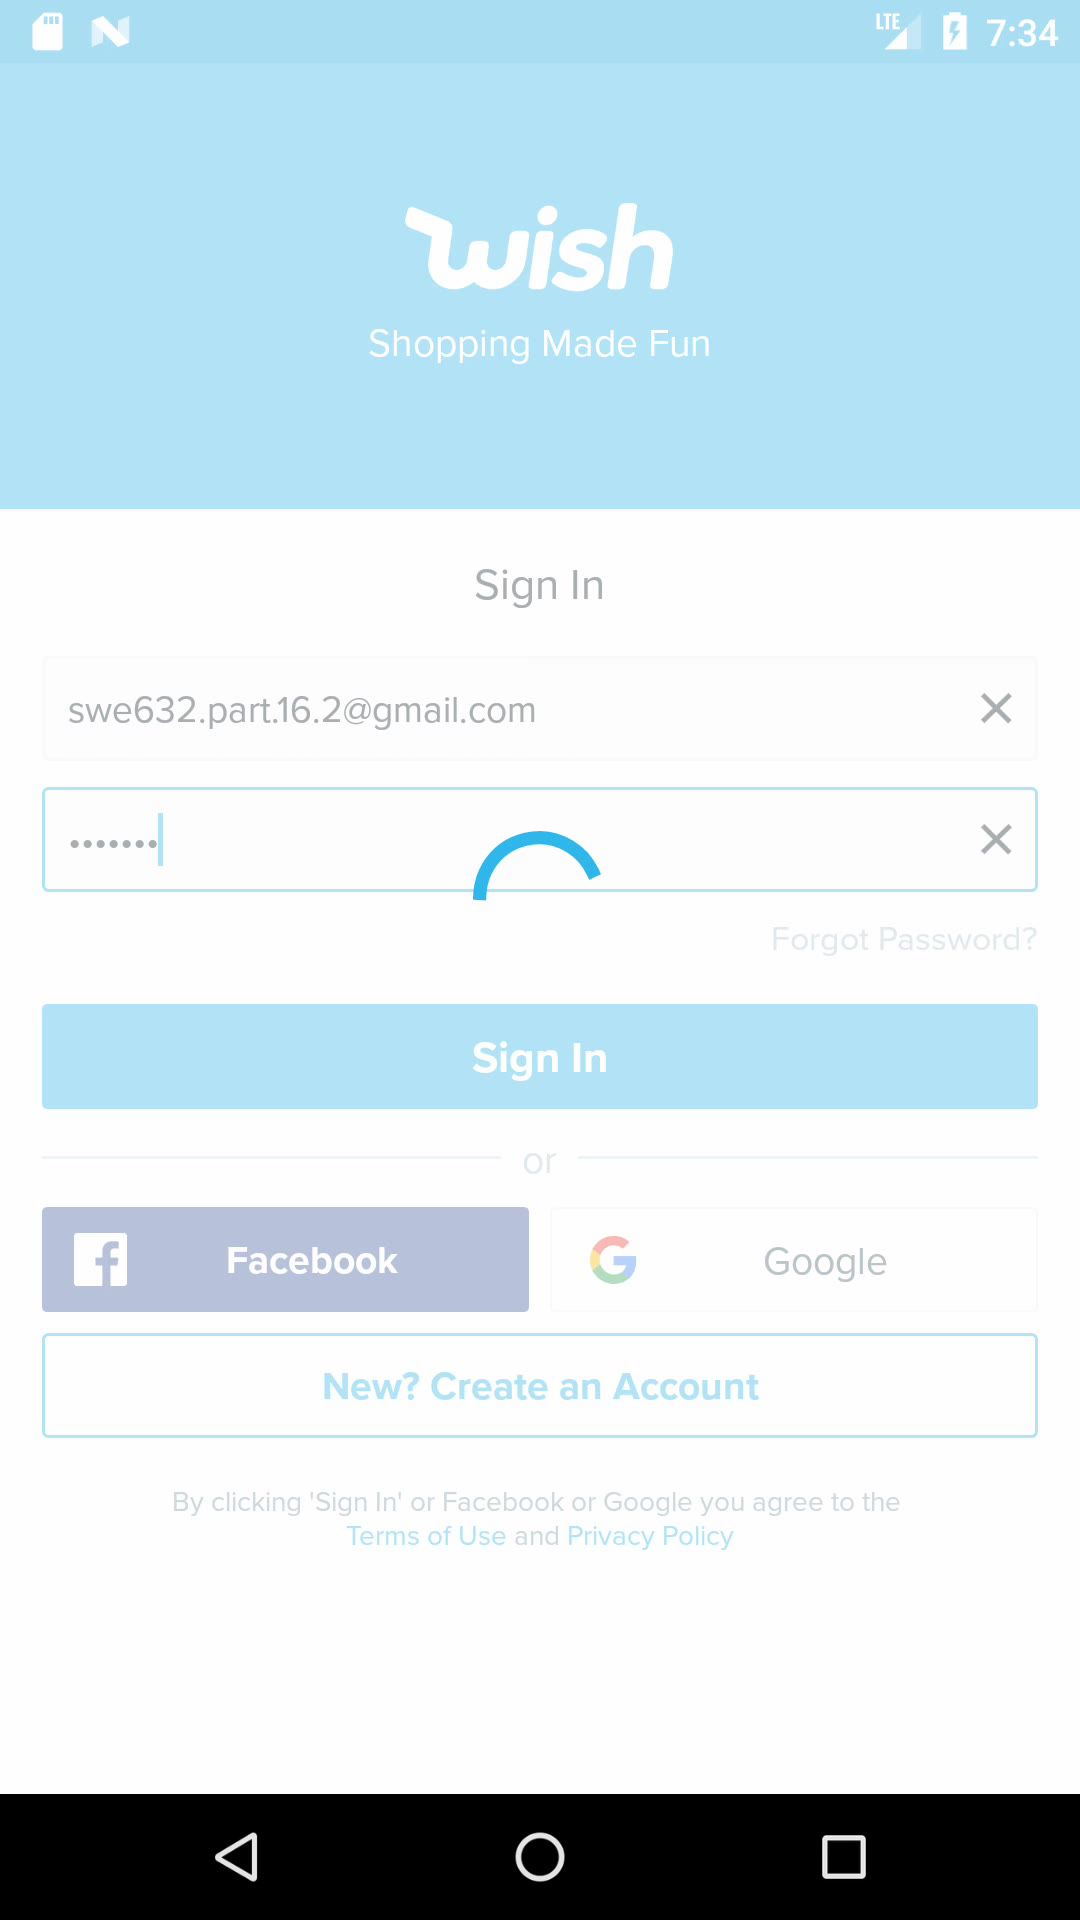 LTE 7:34
wish
Shopping Made Fun
Sign In
swe632.part.16.2@gmail.com
•••••••
Forgot Password?
Sign In
or
Facebook
Google
New? Create an Account
By clicking 'Sign In' or Facebook or Google you agree to the
Terms of Use and Privacy Policy